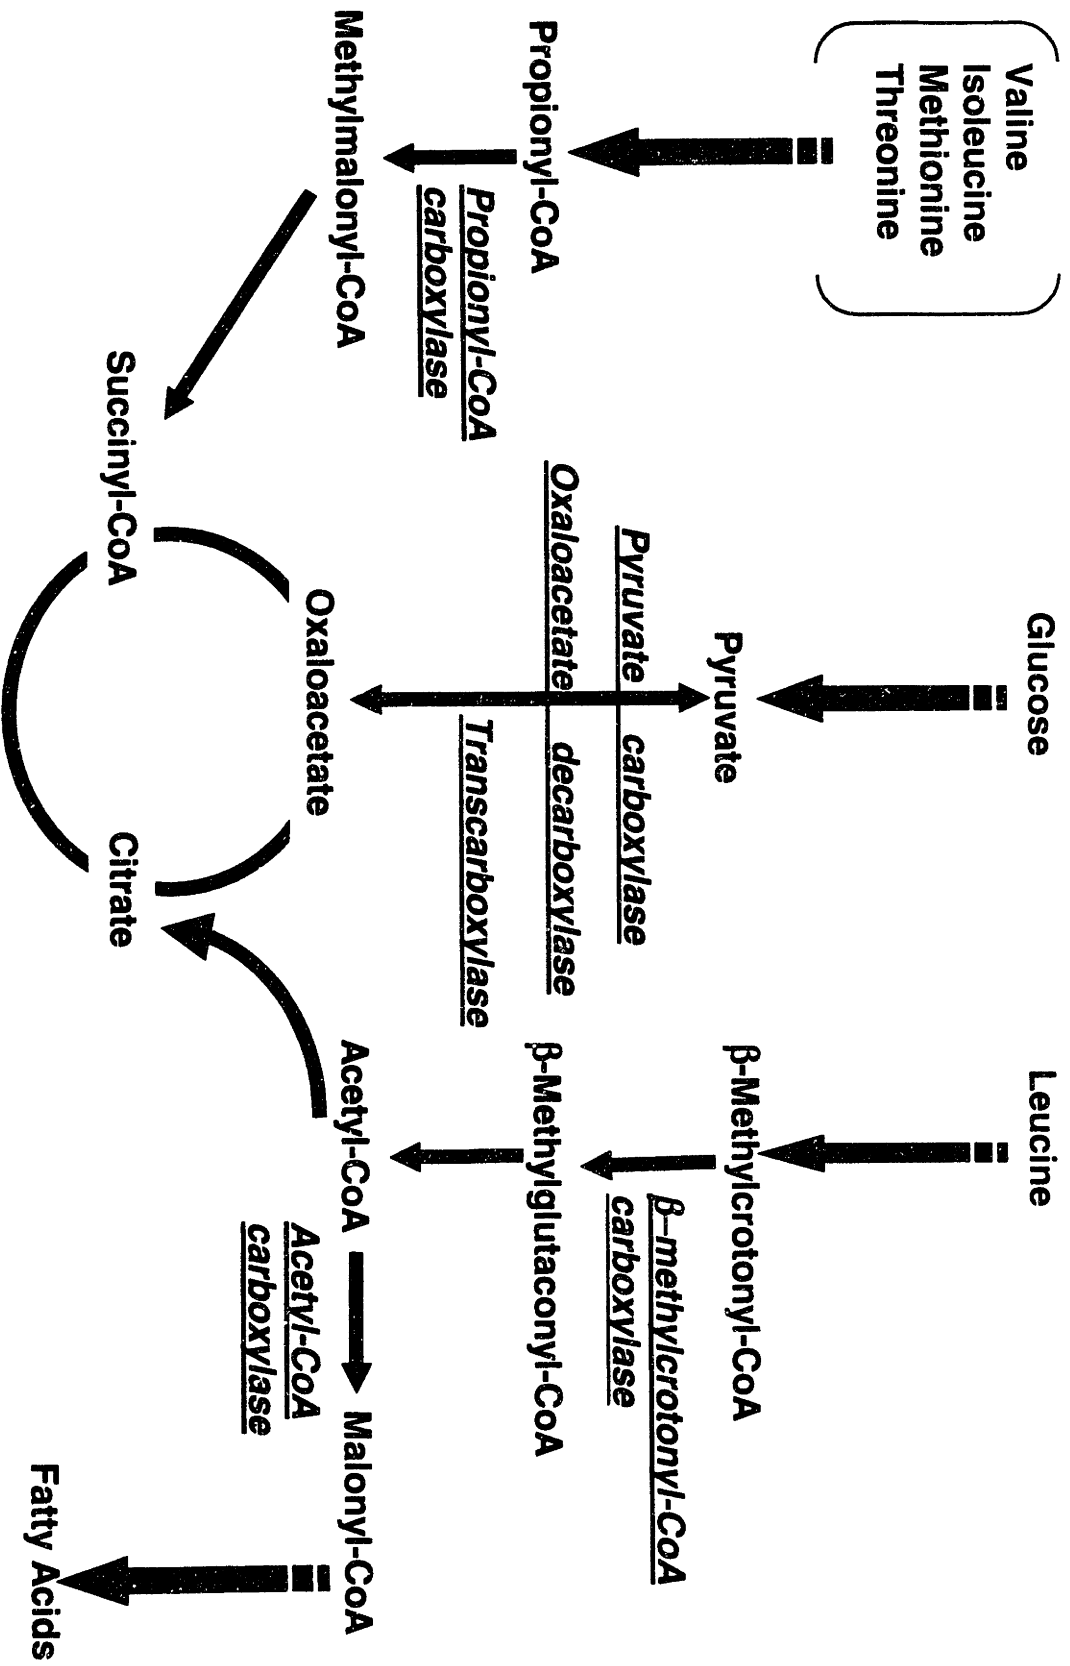 Valine
Isoleucine
Methionine
Threonine
Glucose
Leucine
Propionyl-CoA
Pyruvate
β-Methylcrotonyl-CoA
Propionyl-CoA
carboxylase
Pyruvate carboxylase
Oxaloacetate decarboxylase
Transcarboxylase
β-methylcrotonyl-CoA
carboxylase
β-Methylglutaconyl-CoA
Methylmalonyl-CoA
Oxaloacetate
Acetyl-CoA
Malonyl-CoA
Acetyl-CoA
carboxylase
Succinyl-CoA
Citrate
Fatty Acids